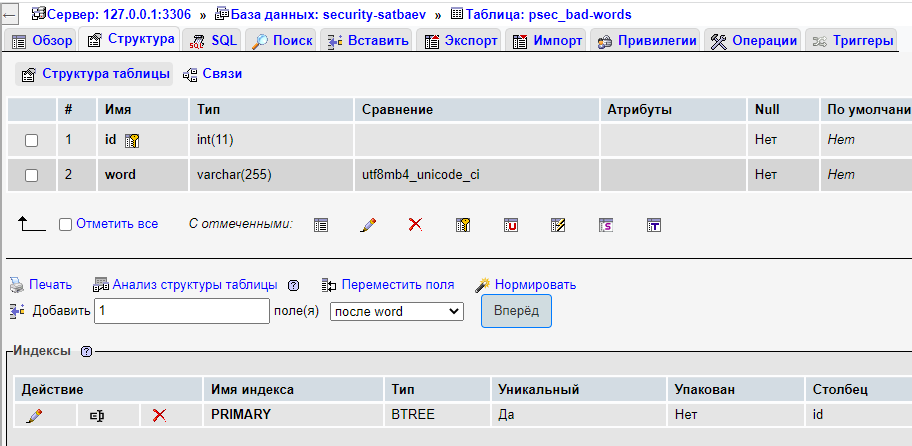 Сервер: 127.0.0.1:3306 » База данных: security-satbaev » Таблица: psec_bad-words
Обзор Структура SQL Поиск Вставить Экспорт Импорт Привилегии Операции Триггеры
Структура таблицы Связи
# Имя Тип Сравнение Атрибуты Null По умолчани
1 id int(11) Нет Нет
2 word varchar(255) utf8mb4_unicode_ci Нет Нет
Отметить все С отмеченными:
Печать Анализ структуры таблицы Переместить поля Нормировать
Добавить 1 поле(я) после word Вперёд
Индексы
Действие Имя индекса Тип Уникальный Упакован Столбец
PRIMARY BTREE Да Нет id